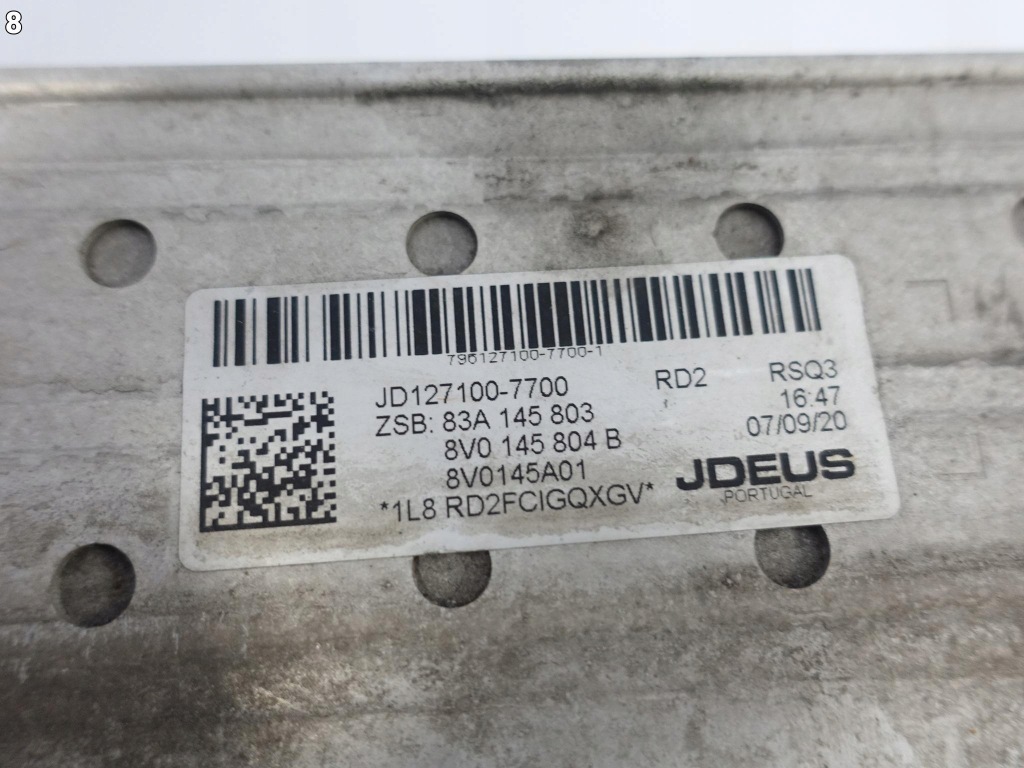 8
796127100-7700-1
JD127100-7700 RD2 RSQ3
ZSB: 83A 145 803 16:47
8V0 145 804 B 07/09/20
8V0145A01 JDEUS
*1L8 RD2FCIGQXGV* PORTUGAL